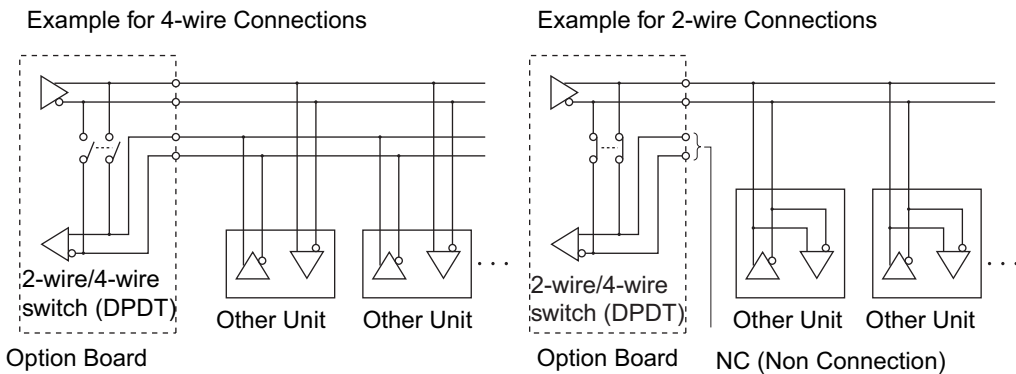 Example for 4-wire Connections
2-wire/4-wire
switch (DPDT)
Other Unit
Other Unit
. . .
Option Board
Example for 2-wire Connections
2-wire/4-wire
switch (DPDT)
Other Unit
Other Unit
. . .
Option Board
NC (Non Connection)